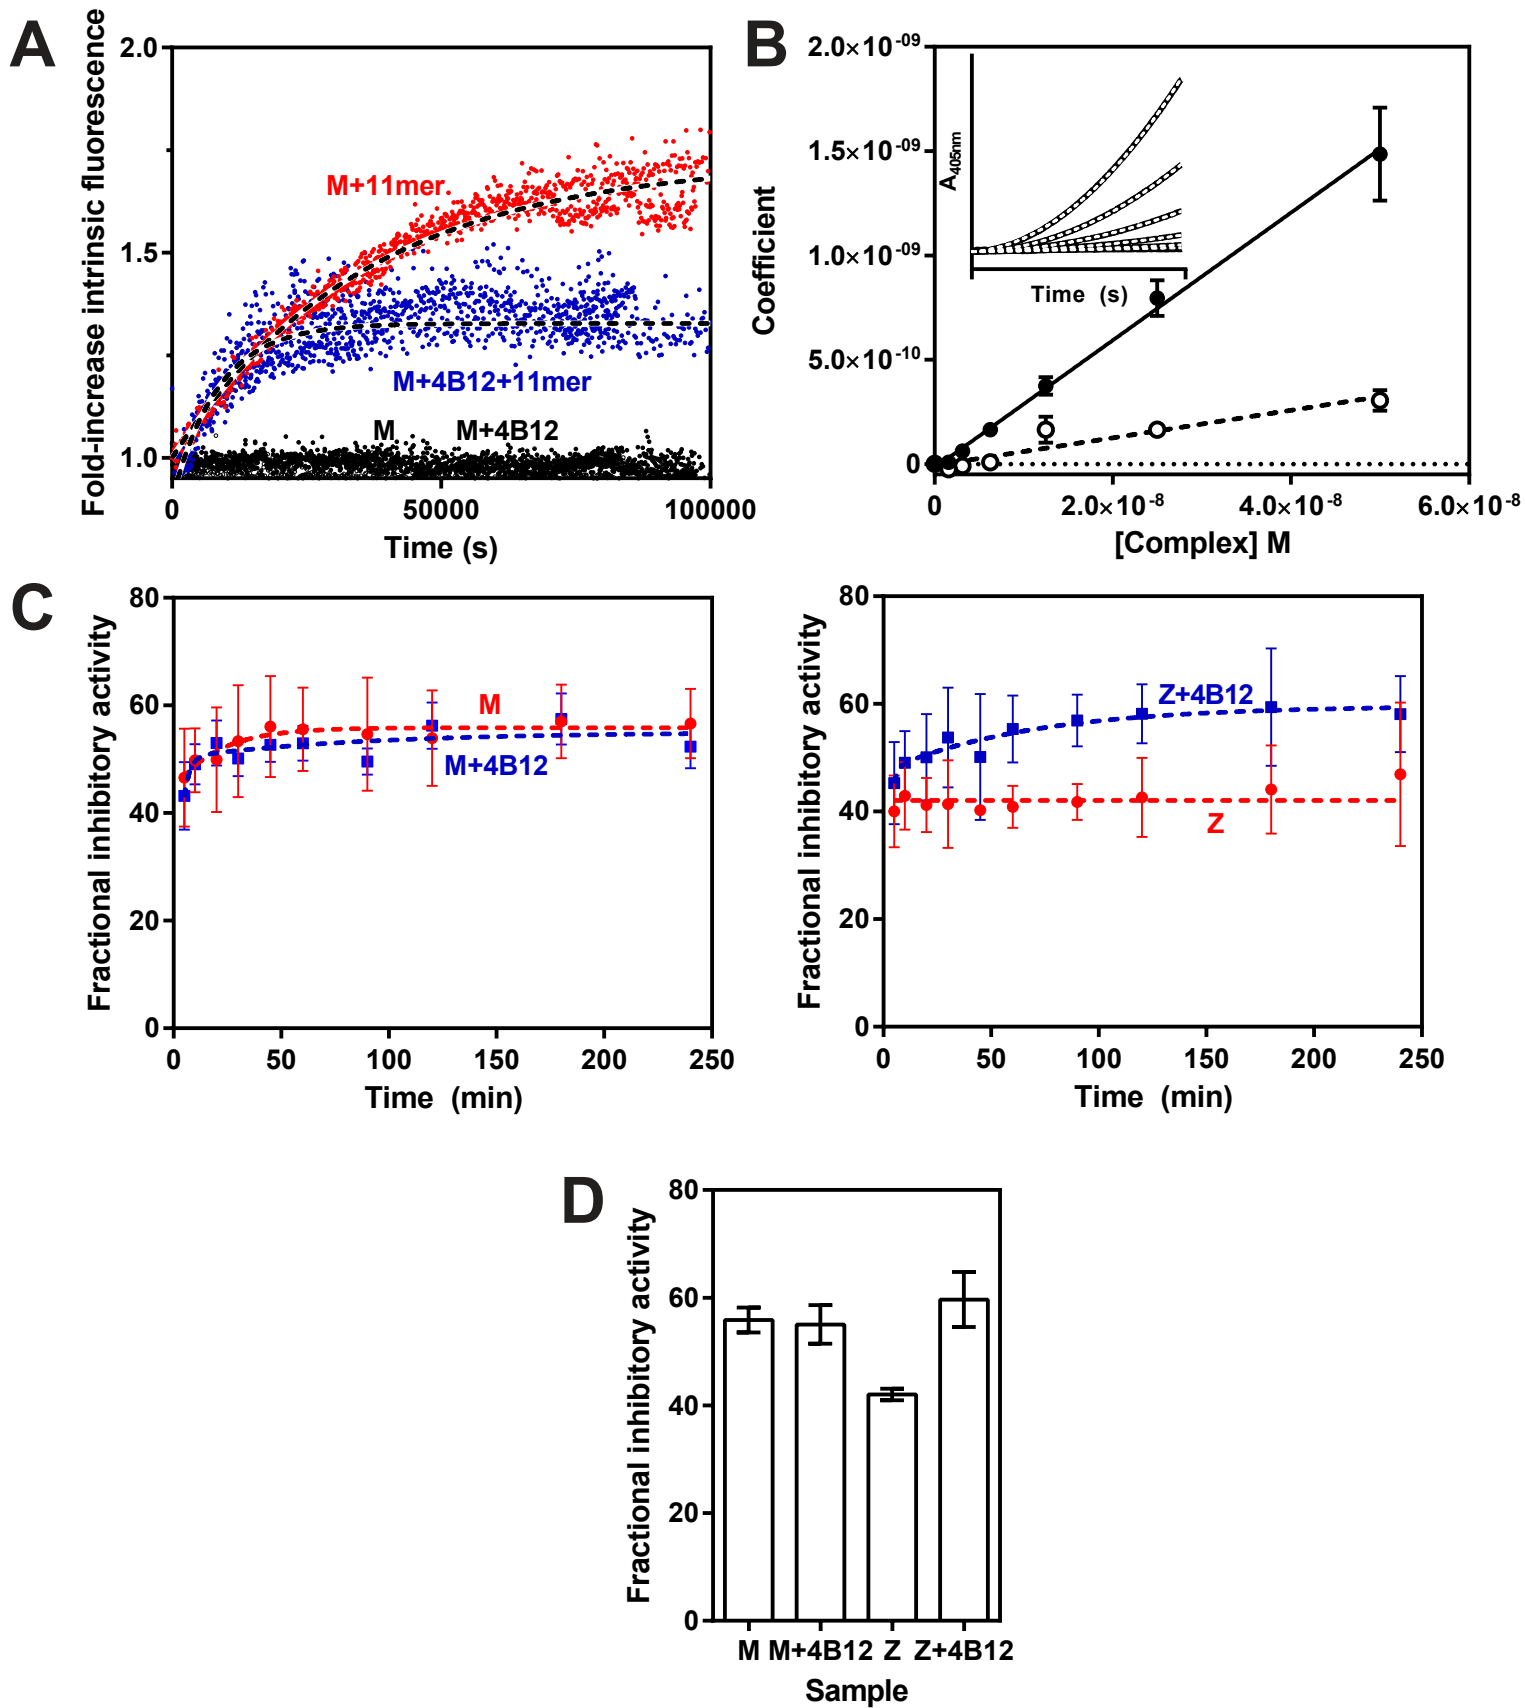 A
Fold-increase intrinsic fluorescence
2.0
1.5
1.0
M+11mer
M+4B12+11mer
M
M+4B12
0
50000
100000
Time (s)
B
Coefficient
2.0×10⁻⁰⁹
1.5×10⁻⁰⁹
1.0×10⁻⁰⁹
5.0×10⁻¹⁰
0
A405nm
Time (s)
0
2.0×10⁻⁸
4.0×10⁻⁸
6.0×10⁻⁸
[Complex] M
C
Fractional inhibitory activity
80
60
40
20
0
M
M+4B12
0
50
100
150
200
250
Time (min)
Fractional inhibitory activity
80
60
40
20
0
Z+4B12
Z
0
50
100
150
200
250
Time (min)
D
Fractional inhibitory activity
80
60
40
20
0
M M+4B12 Z Z+4B12
Sample